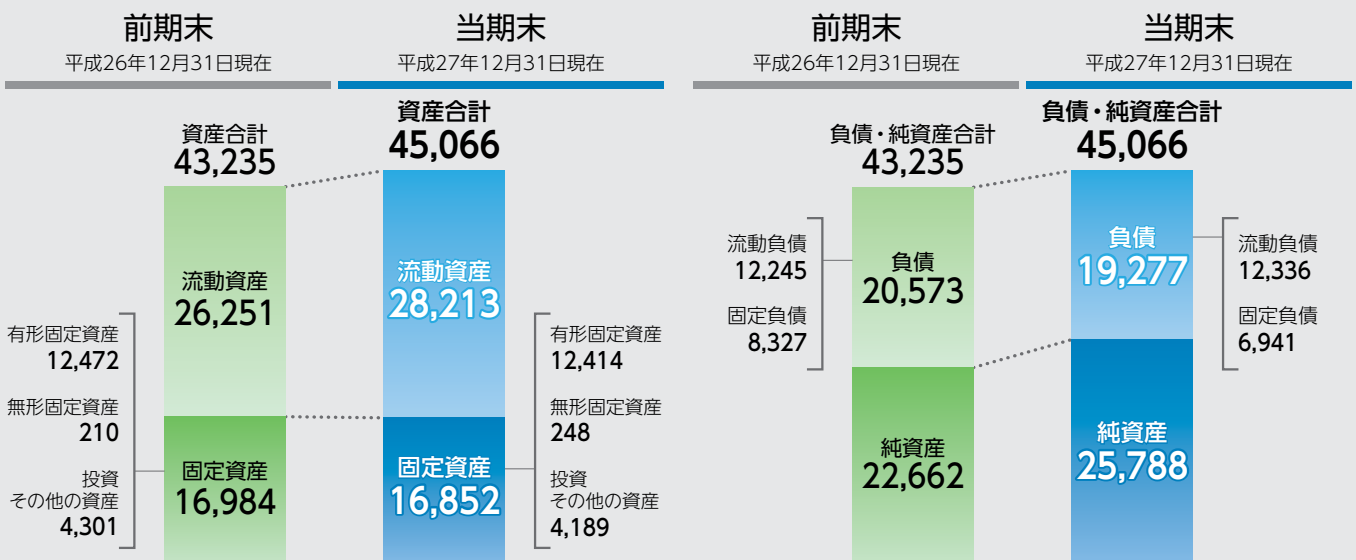 前期末
平成26年12月31日現在
当期末
平成27年12月31日現在
資産合計
43,235
資産合計
45,066
流動資産
26,251
流動資産
28,213
有形固定資産
12,472
無形固定資産
210
投資
その他の資産
4,301
固定資産
16,984
固定資産
16,852
有形固定資産
12,414
無形固定資産
248
投資
その他の資産
4,189
前期末
平成26年12月31日現在
当期末
平成27年12月31日現在
負債・純資産合計
43,235
負債・純資産合計
45,066
流動負債
12,245
固定負債
8,327
負債
20,573
負債
19,277
流動負債
12,336
固定負債
6,941
純資産
22,662
純資産
25,788